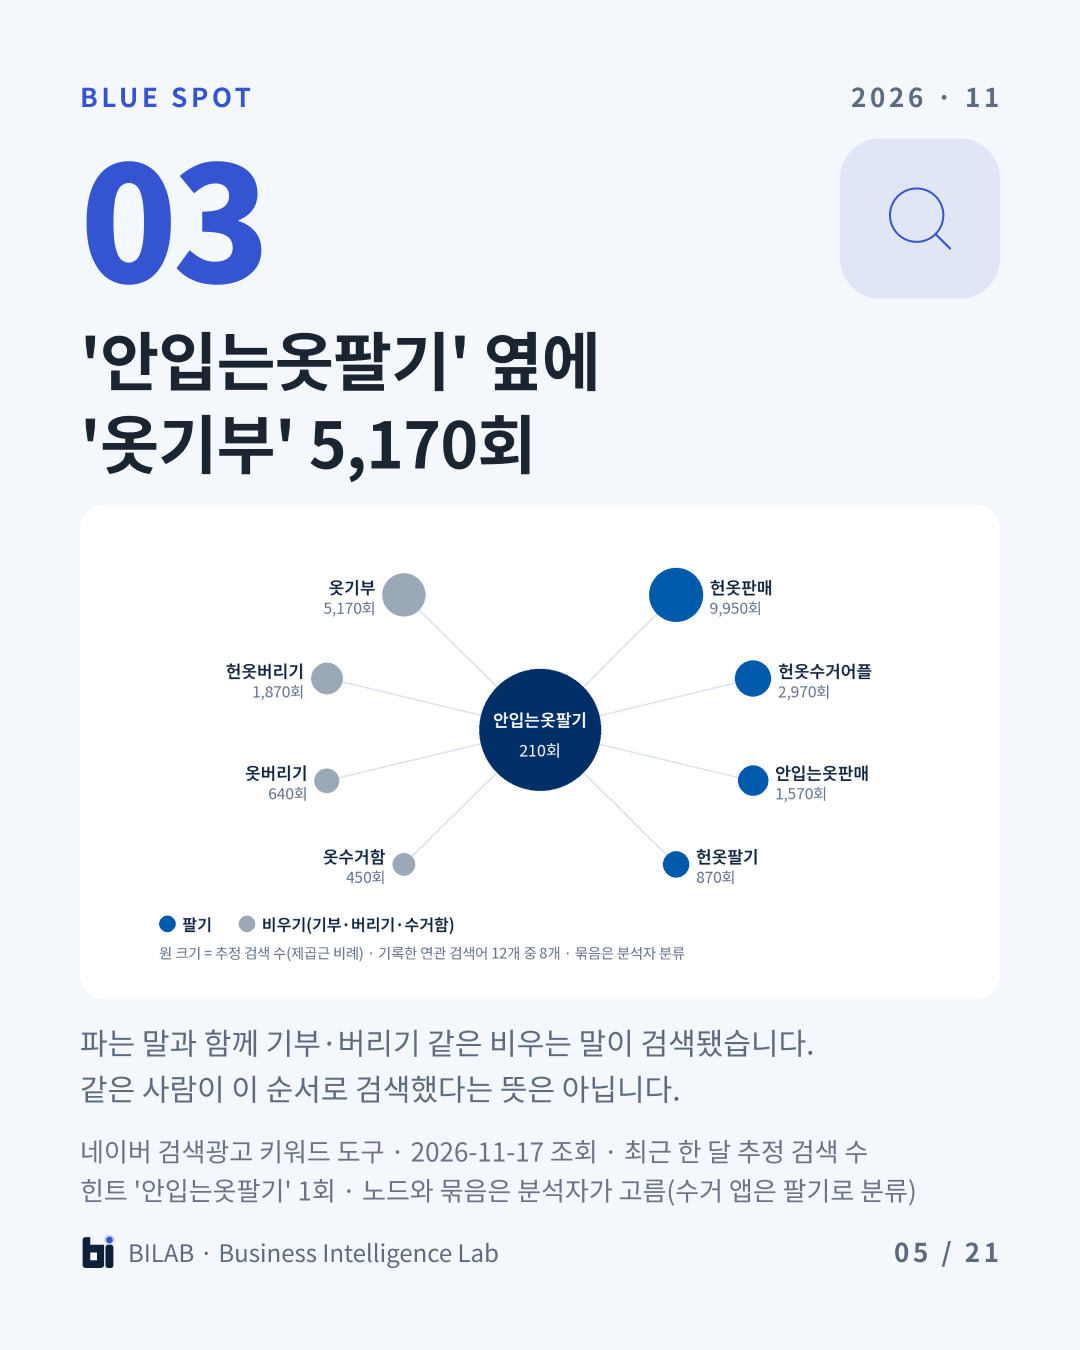 BLUE SPOT
2026 · 11
03
'안입는옷팔기' 옆에
'옷기부' 5,170회
옷기부
5,170회
헌옷판매
9,950회
헌옷버리기
1,870회
헌옷수거어플
2,970회
안입는옷팔기
210회
옷버리기
640회
안입는옷판매
1,570회
옷수거함
450회
헌옷팔기
870회
팔기
비우기(기부·버리기·수거함)
원 크기 = 추정 검색 수(제곱근 비례) · 기록한 연관 검색어 12개 중 8개 · 묶음은 분석자 분류
파는 말과 함께 기부·버리기 같은 비우는 말이 검색됐습니다.
같은 사람이 이 순서로 검색했다는 뜻은 아닙니다.
네이버 검색광고 키워드 도구 · 2026-11-17 조회 · 최근 한 달 추정 검색 수
힌트 '안입는옷팔기' 1회 · 노드와 묶음은 분석자가 고름(수거 앱은 팔기로 분류)
bi BILAB · Business Intelligence Lab
05 / 21